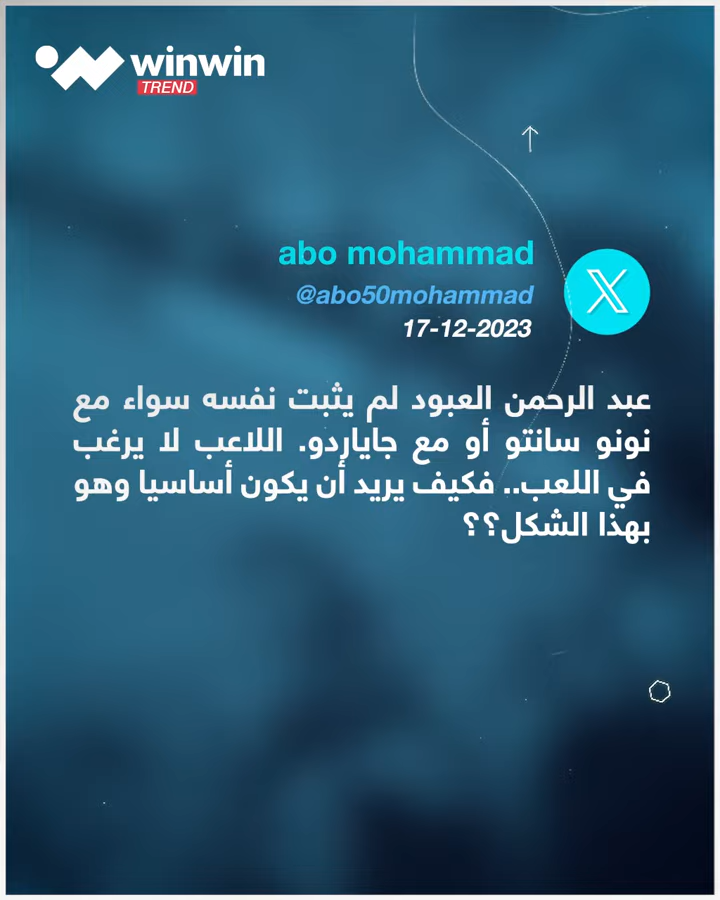 winwin
TREND
abo mohammad
@abo50mohammad
17-12-2023
عبد الرحمن العبود لم يثبت نفسه سواء مع
نونو سانتو أو مع جاياردو. اللاعب لا يرغب
في اللعب.. فكيف يريد أن يكون أساسيا وهو
بهذا الشكل؟؟